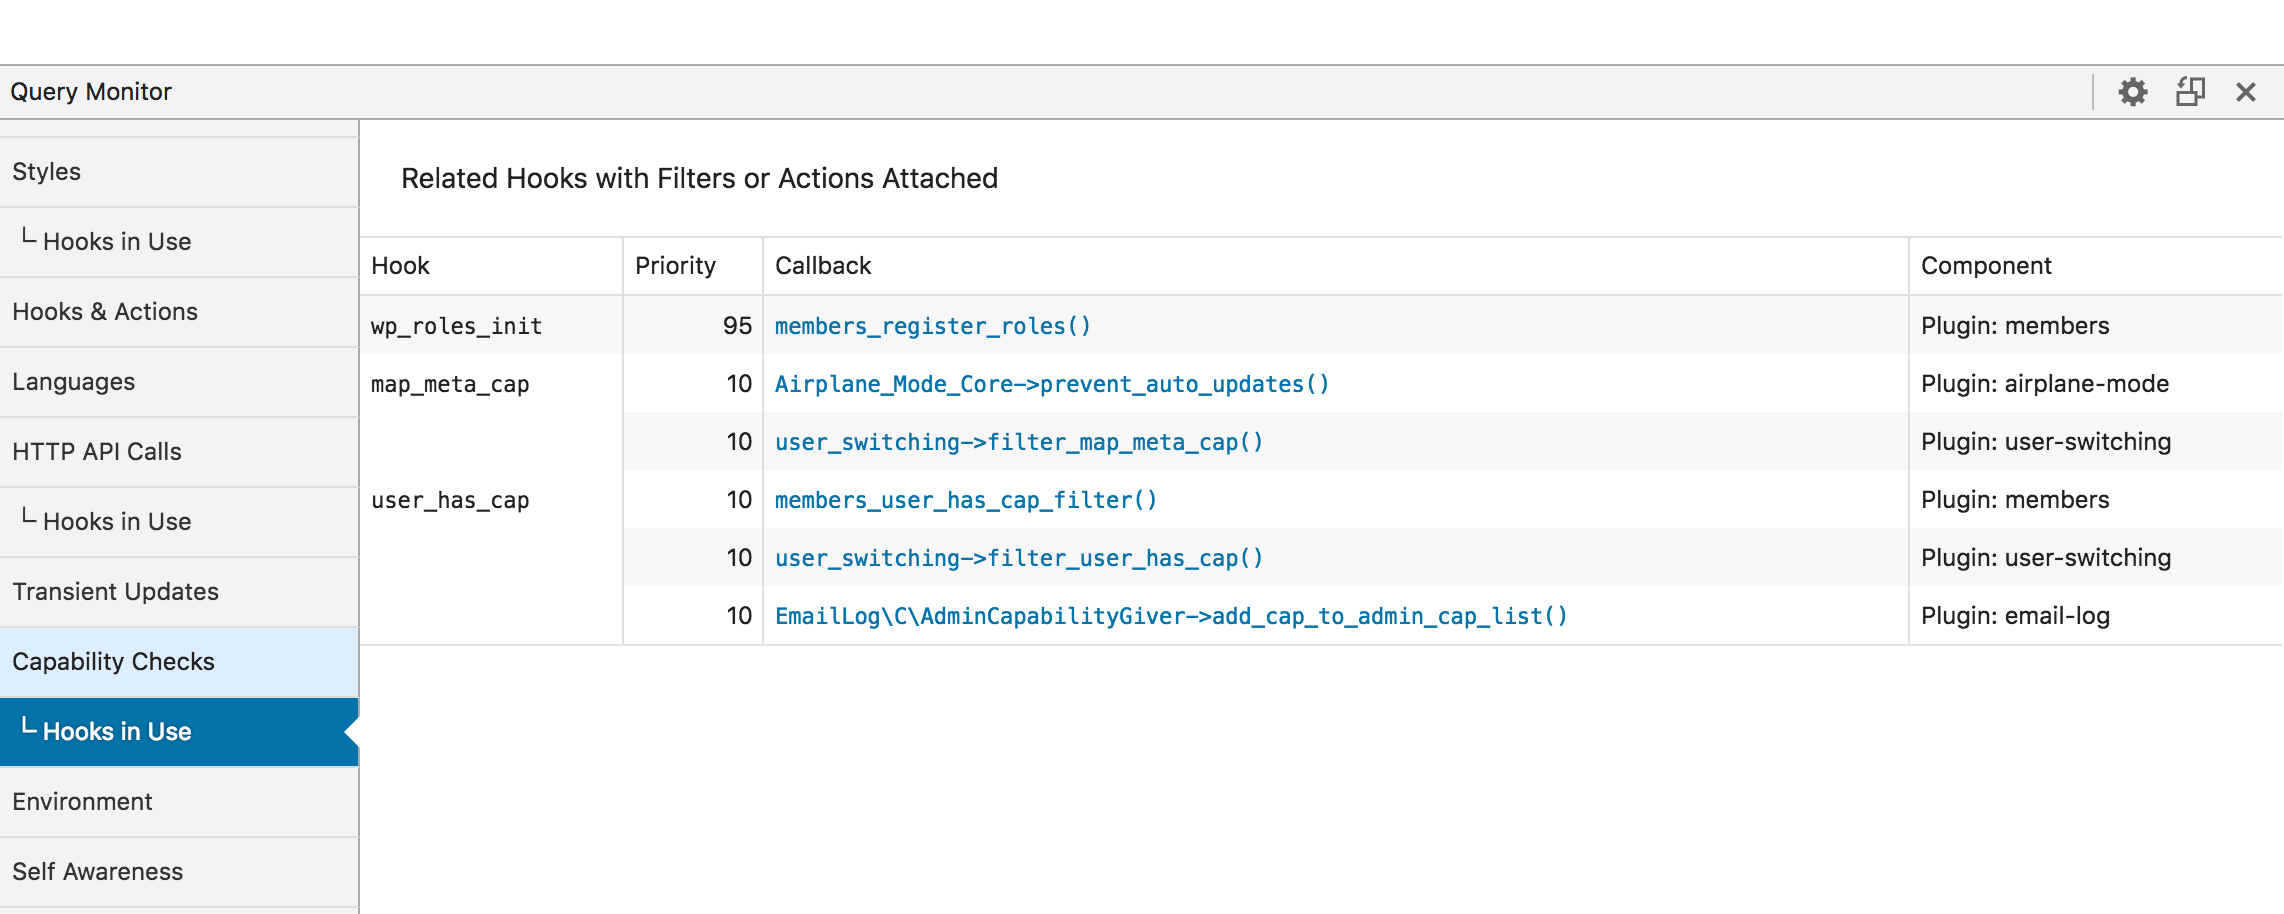 Query Monitor
Styles
└ Hooks in Use
Hooks & Actions
Languages
HTTP API Calls
└ Hooks in Use
Transient Updates
Capability Checks
└ Hooks in Use
Environment
Self Awareness
Related Hooks with Filters or Actions Attached
Hook Priority Callback Component
wp_roles_init 95 members_register_roles() Plugin: members
map_meta_cap 10 Airplane_Mode_Core->prevent_auto_updates() Plugin: airplane-mode
10 user_switching->filter_map_meta_cap() Plugin: user-switching
user_has_cap 10 members_user_has_cap_filter() Plugin: members
10 user_switching->filter_user_has_cap() Plugin: user-switching
10 EmailLog\C\AdminCapabilityGiver->add_cap_to_admin_cap_list() Plugin: email-log